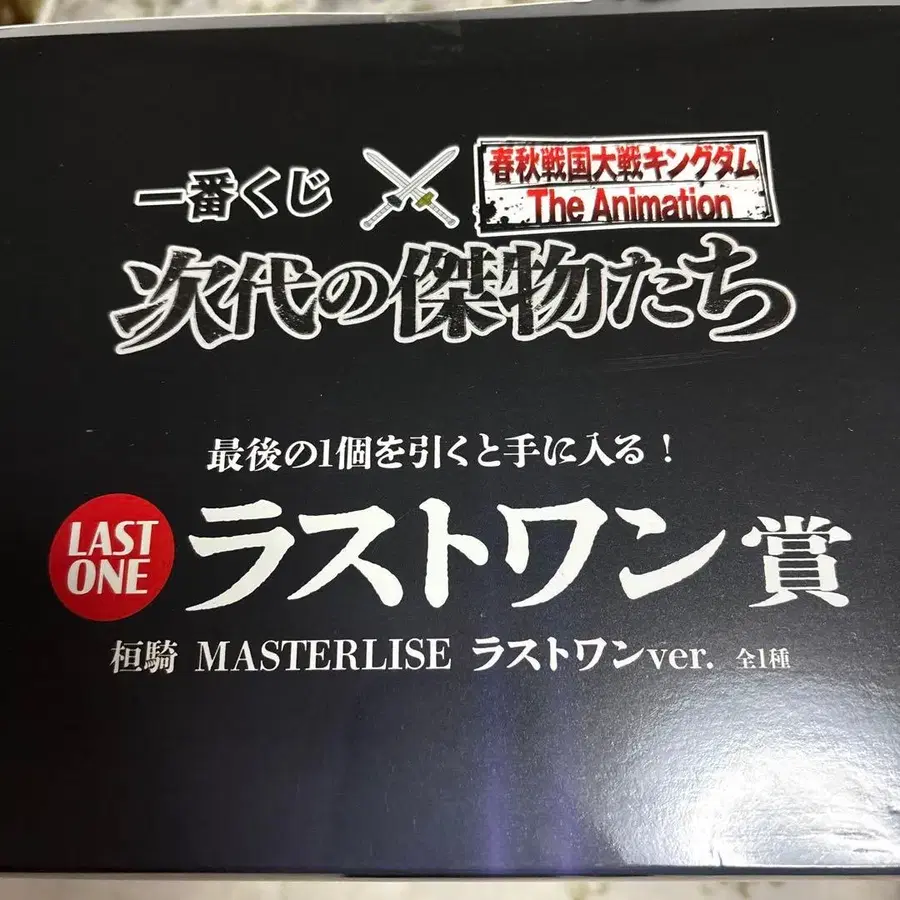 一番くじ
春秋戦国大戦キングダム
The Animation
次代の傑物たち
最後の1個を引くと手に入る！
LAST
ONE
ラストワン賞
桓騎 MASTERLISE ラストワンver. 全1種